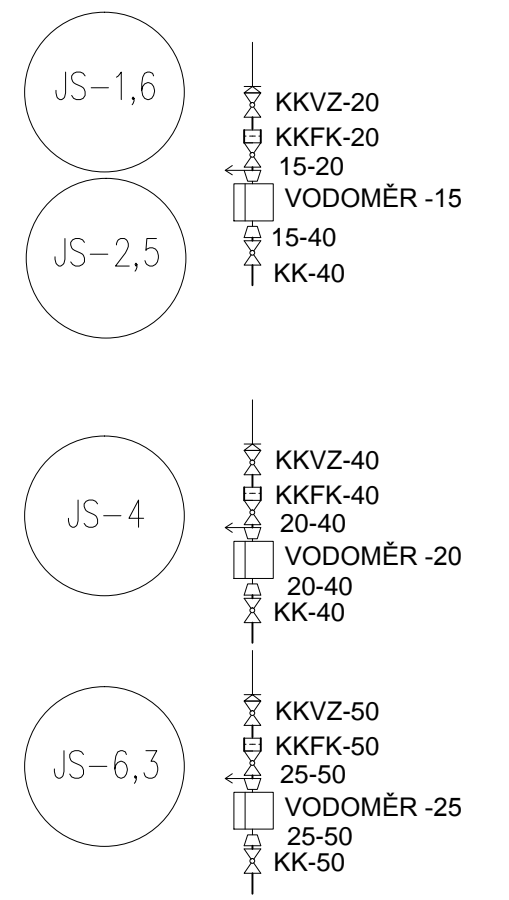 JS-1,6
KKVZ-20
KKFK-20
15-20
VODOMĚR -15
JS-2,5
15-40
KK-40
KKVZ-40
KKFK-40
JS-4
20-40
VODOMĚR -20
20-40
KK-40
KKVZ-50
KKFK-50
JS-6,3
25-50
VODOMĚR -25
25-50
KK-50